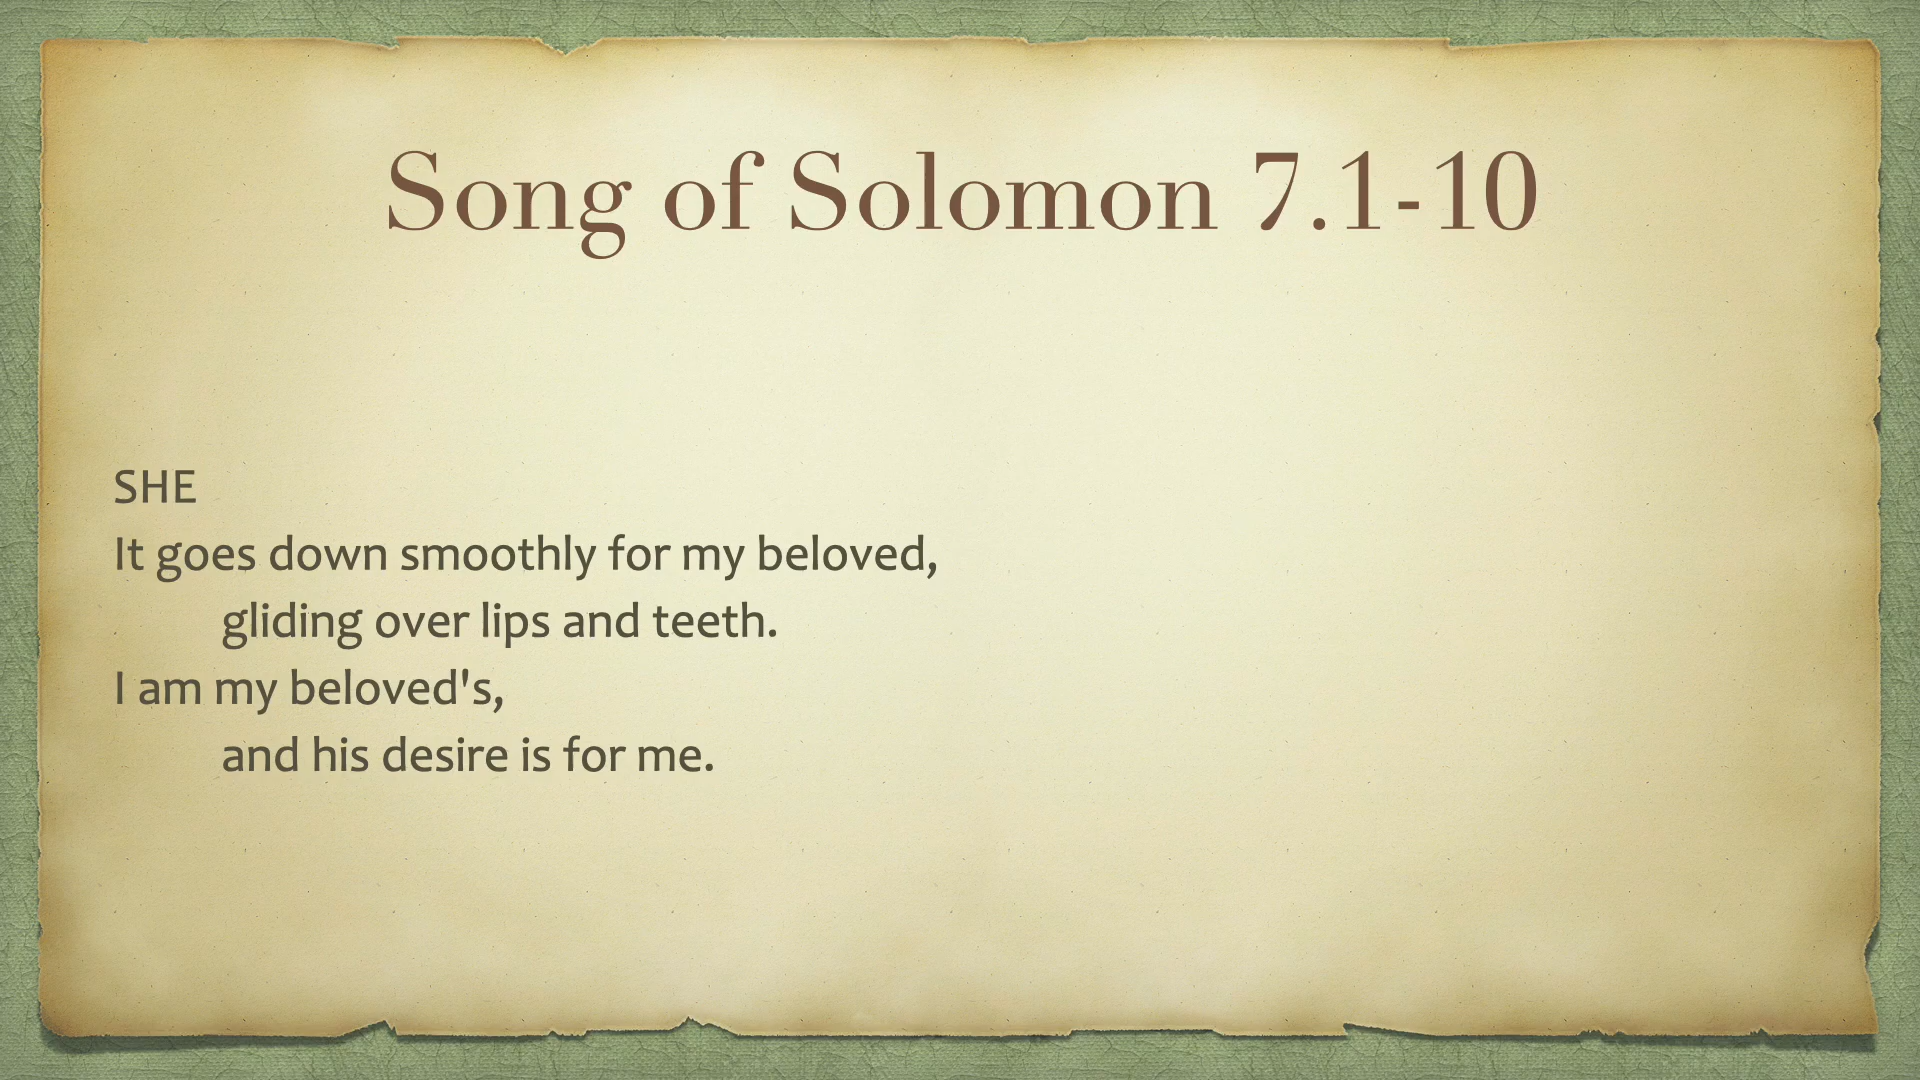 Song of Solomon 7.1-10
SHE
It goes down smoothly for my beloved,
gliding over lips and teeth.
I am my beloved's,
and his desire is for me.